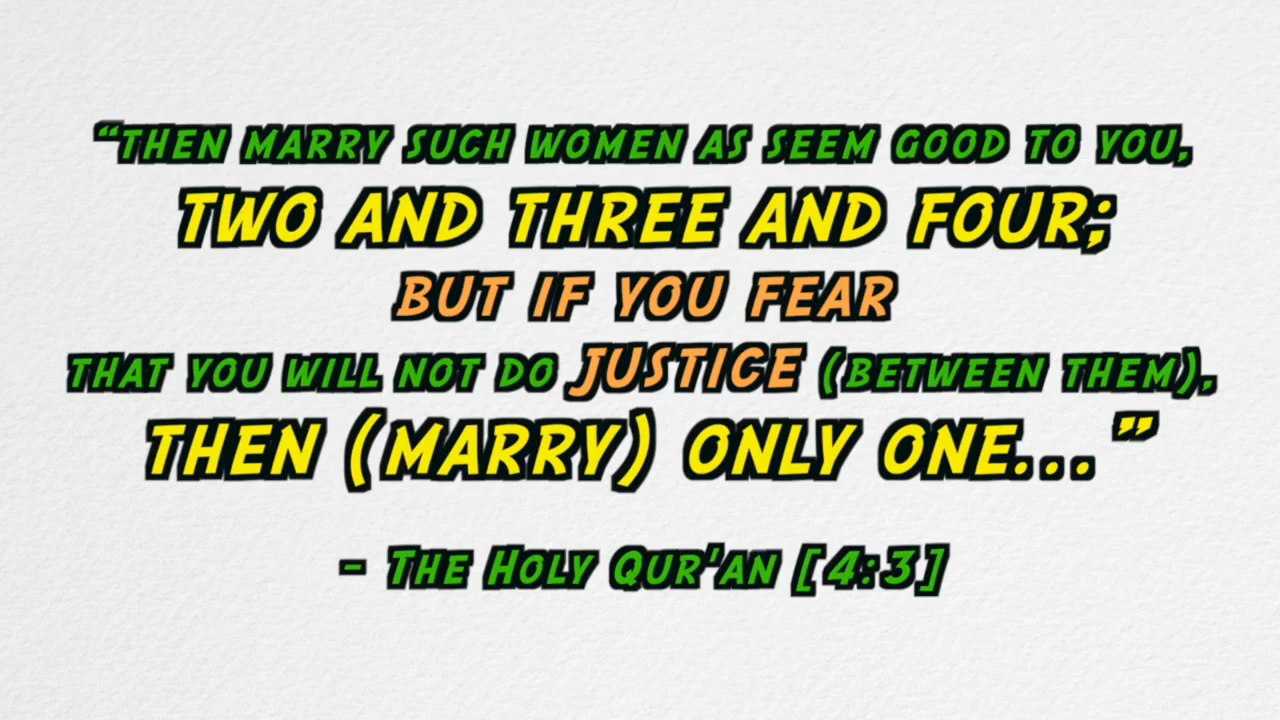 “THEN MARRY SUCH WOMEN AS SEEM GOOD TO YOU,
TWO AND THREE AND FOUR;
BUT IF YOU FEAR
THAT YOU WILL NOT DO JUSTICE (BETWEEN THEM),
THEN (MARRY) ONLY ONE...”
- THE HOLY QUR'AN [4:3]